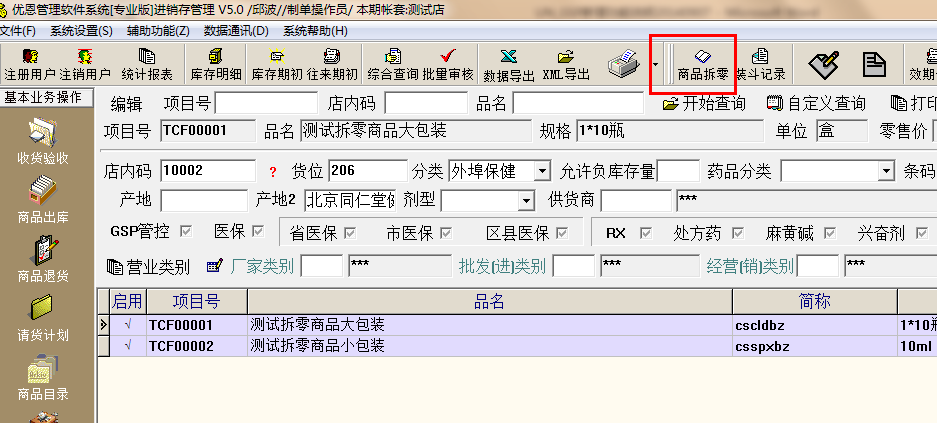 优恩管理软件系统[专业版]进销存管理 V5.0 /邱波//制单操作员/ 本期帐套:测试店
文件(F) 系统设置(S) 辅助功能(Z) 数据通讯(D) 系统帮助(H)
注册用户 注销用户 统计报表 库存明细 库存期初 往来期初 综合查询 批量审核 数据导出 XML导出 商品拆零 装斗记录 效期
基本业务操作
编辑 项目号 店内码 品名 开始查询 自定义查询 打印
项目号 TCF00001 品名 测试拆零商品大包装 规格 1*10瓶 单位 盒 零售价
收货验收
店内码 10002 ? 货位 206 分类 外埠保健 允许负库存量 药品分类 条码
产地 产地2 北京同仁堂 剂型 供货商 ***
商品出库
GSP管控 医保 省医保 市医保 区县医保 RX 处方药 麻黄碱 兴奋剂
营业类别 厂家类别 *** 批发(进)类别 *** 经营(销)类别 ***
商品退货
启用 项目号 品名 简称
√ TCF00001 测试拆零商品大包装 cscldbz 1*10瓶
请货计划
√ TCF00002 测试拆零商品小包装 csspxbz 10ml
商品目录